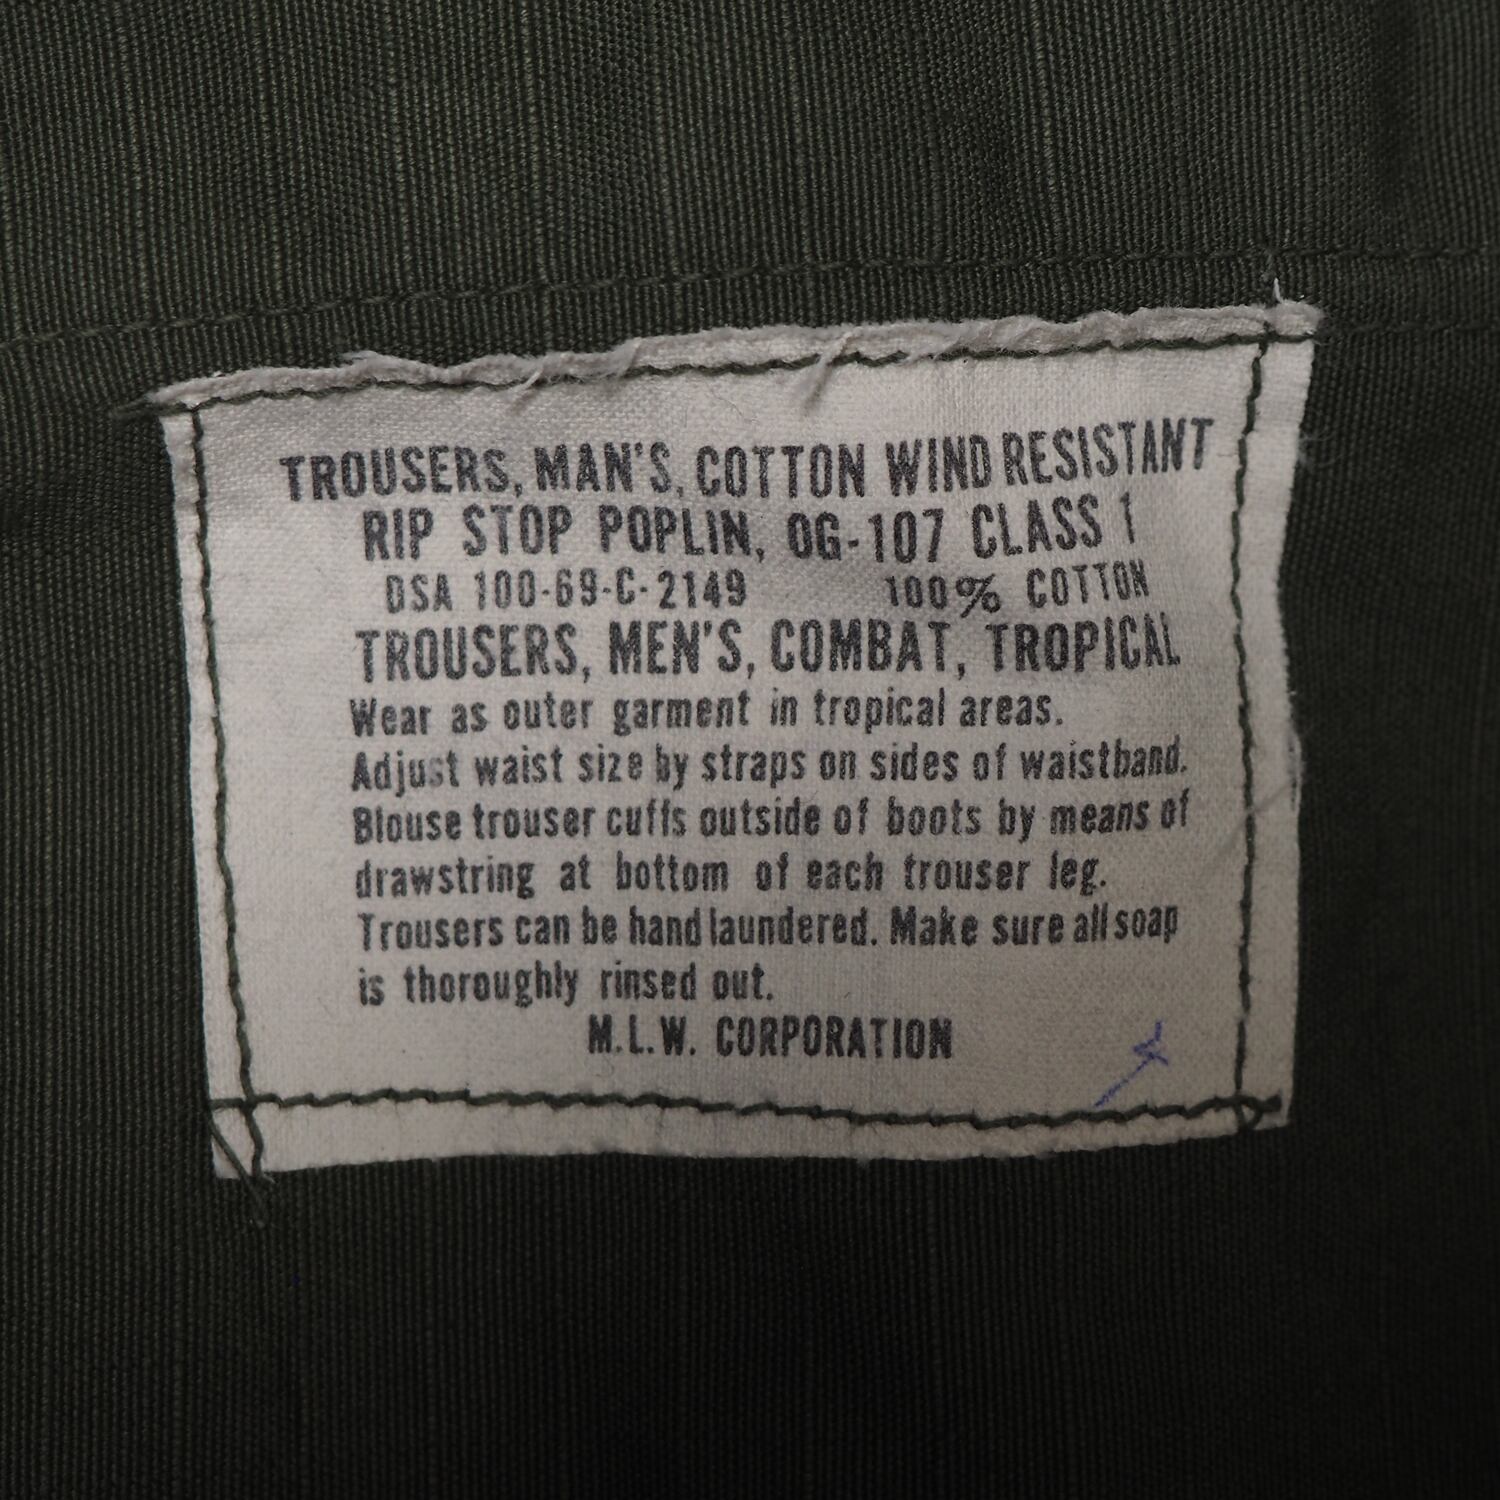 TROUSERS, MAN'S, COTTON WIND RESISTANT
RIP STOP POPLIN, OG-107 CLASS 1
DSA 100-69-C-2149 100% COTTON
TROUSERS, MEN'S, COMBAT, TROPICAL
Wear as outer garment in tropical areas.
Adjust waist size by straps on sides of waistband.
Blouse trouser cuffs outside of boots by means of
drawstring at bottom of each trouser leg.
Trousers can be hand laundered. Make sure all soap
is thoroughly rinsed out.
M.L.W. CORPORATION